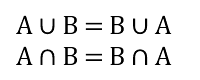 A ∪ B = B ∪ A
A ∩ B = B ∩ A